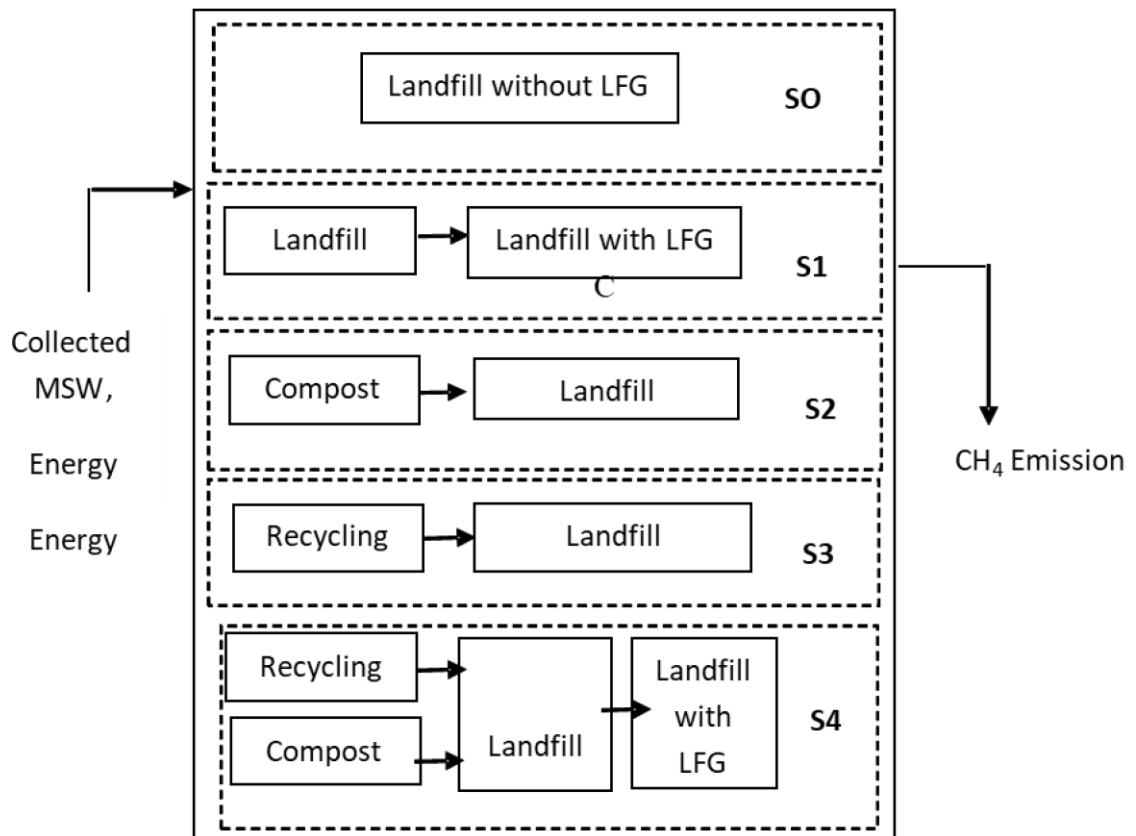 Landfill without LFG
SO
Landfill
Landfill with LFG
C
S1
Collected
MSW,
Energy
Energy
Compost
Landfill
S2
CH₄ Emission
Recycling
Landfill
S3
Recycling
Compost
Landfill
Landfill
with
LFG
S4